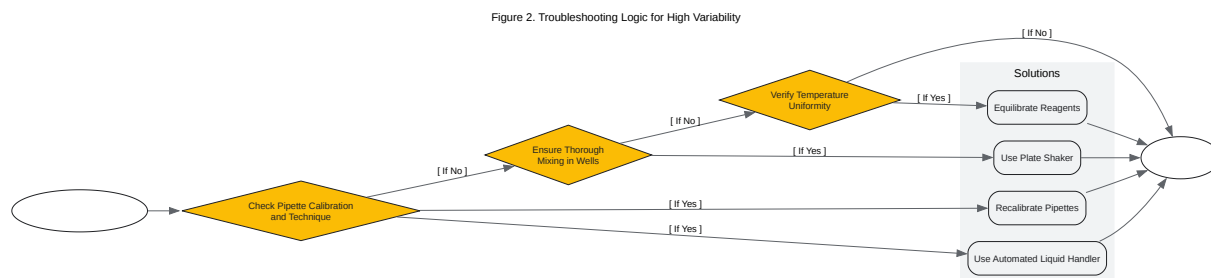 Figure 2. Troubleshooting Logic for High Variability
[ If No ]
Solutions
Verify Temperature
Uniformity
[ If Yes ]
Equilibrate Reagents
[ If No ]
Ensure Thorough
Mixing in Wells
[ If Yes ]
Use Plate Shaker
[ If No ]
Check Pipette Calibration
and Technique
[ If Yes ]
Recalibrate Pipettes
[ If Yes ]
Use Automated Liquid Handler